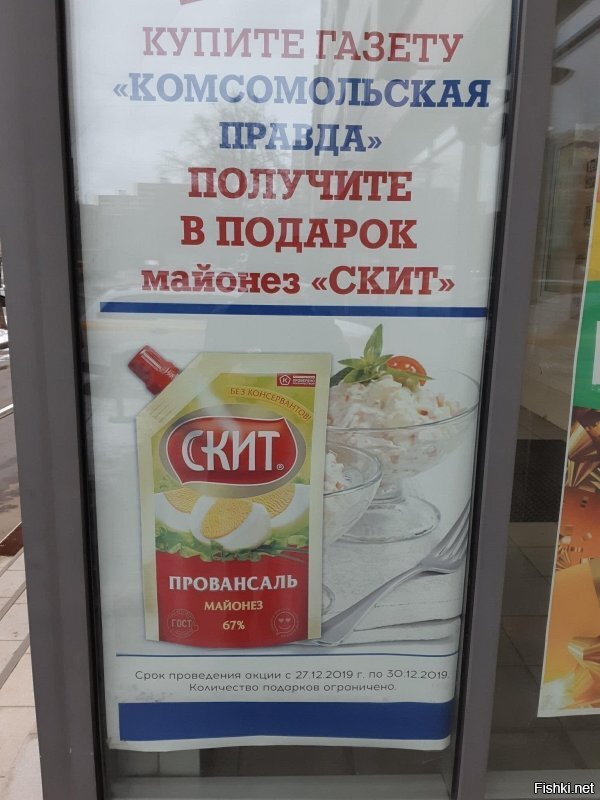 КУПИТЕ ГАЗЕТУ
«КОМСОМОЛЬСКАЯ
ПРАВДА»
ПОЛУЧИТЕ
В ПОДАРОК
майонез «СКИТ»
БЕЗ КОНСЕРВАНТОВ!
СКИТ®
ПРОВАНСАЛЬ
МАЙОНЕЗ
67%
ГОСТ
Срок проведения акции с 27.12.2019 г. по 30.12.2019.
Количество подарков ограничено.
Fishki.net